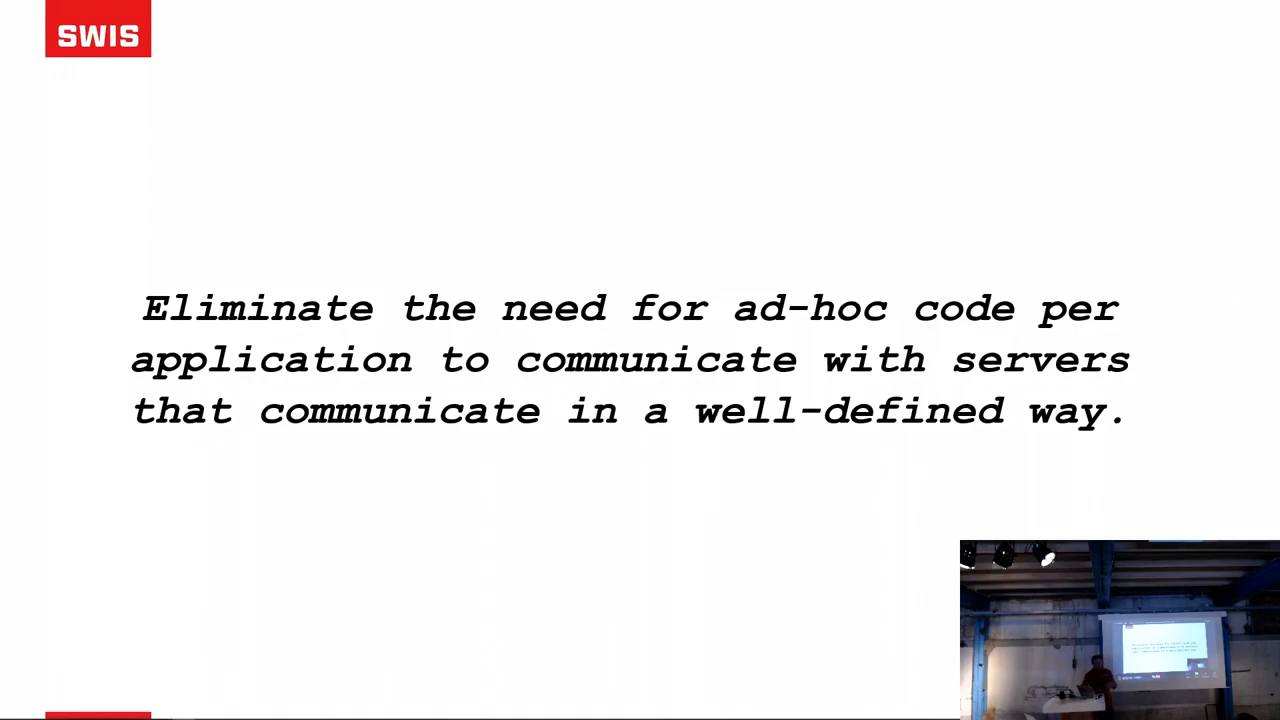 SWIS
Eliminate the need for ad-hoc code per
application to communicate with servers
that communicate in a well-defined way.